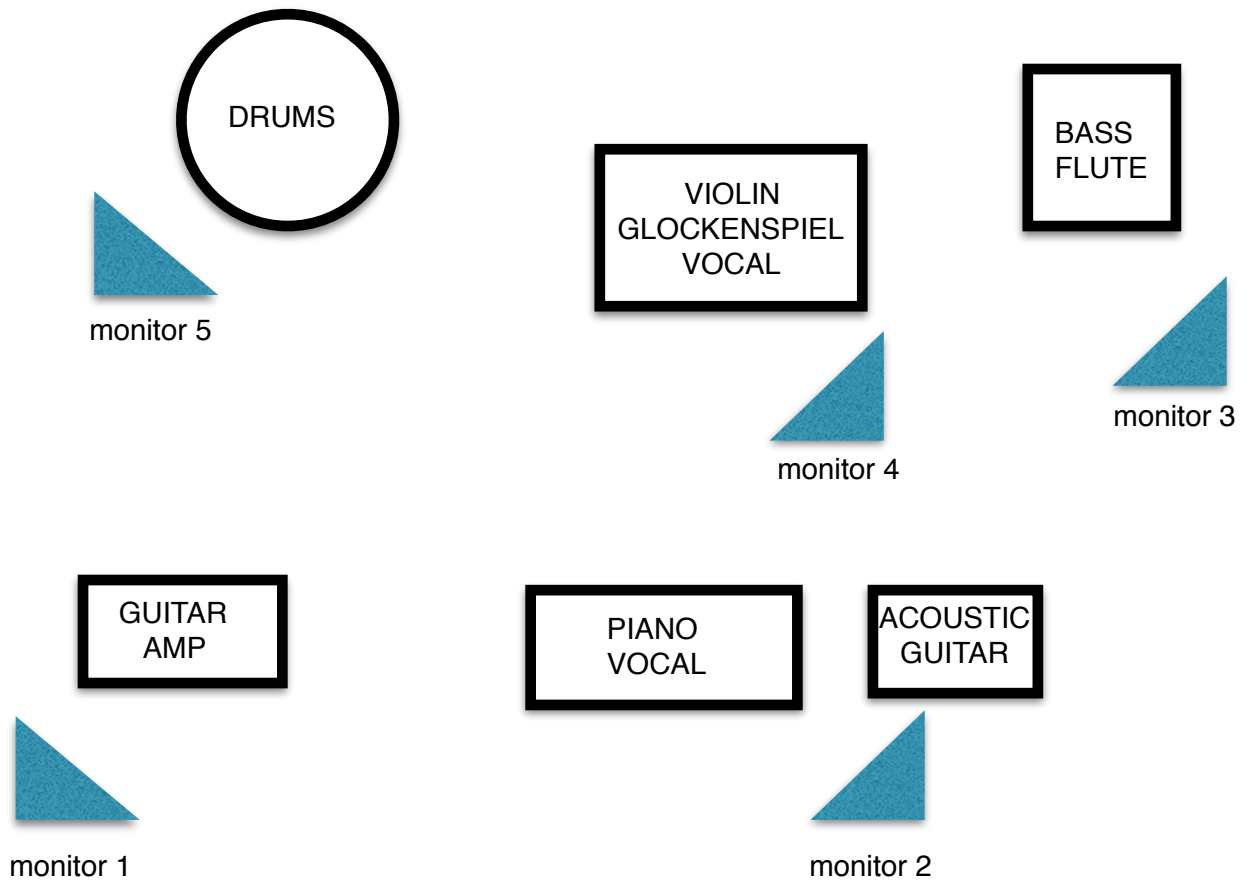 DRUMS
VIOLIN
GLOCKENSPIEL
VOCAL
BASS
FLUTE
monitor 5
monitor 4
monitor 3
GUITAR
AMP
PIANO
VOCAL
ACOUSTIC
GUITAR
monitor 1
monitor 2